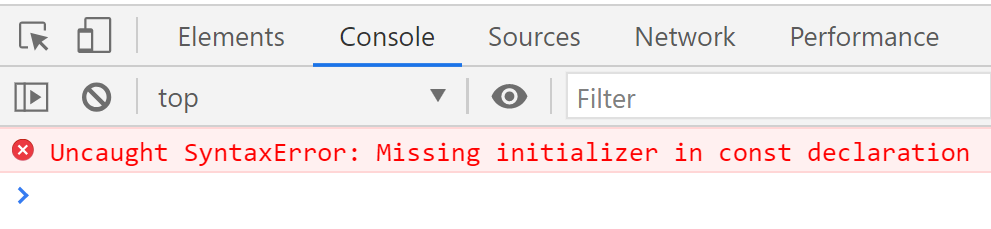 Elements Console Sources Network Performance
top Filter
Uncaught SyntaxError: Missing initializer in const declaration